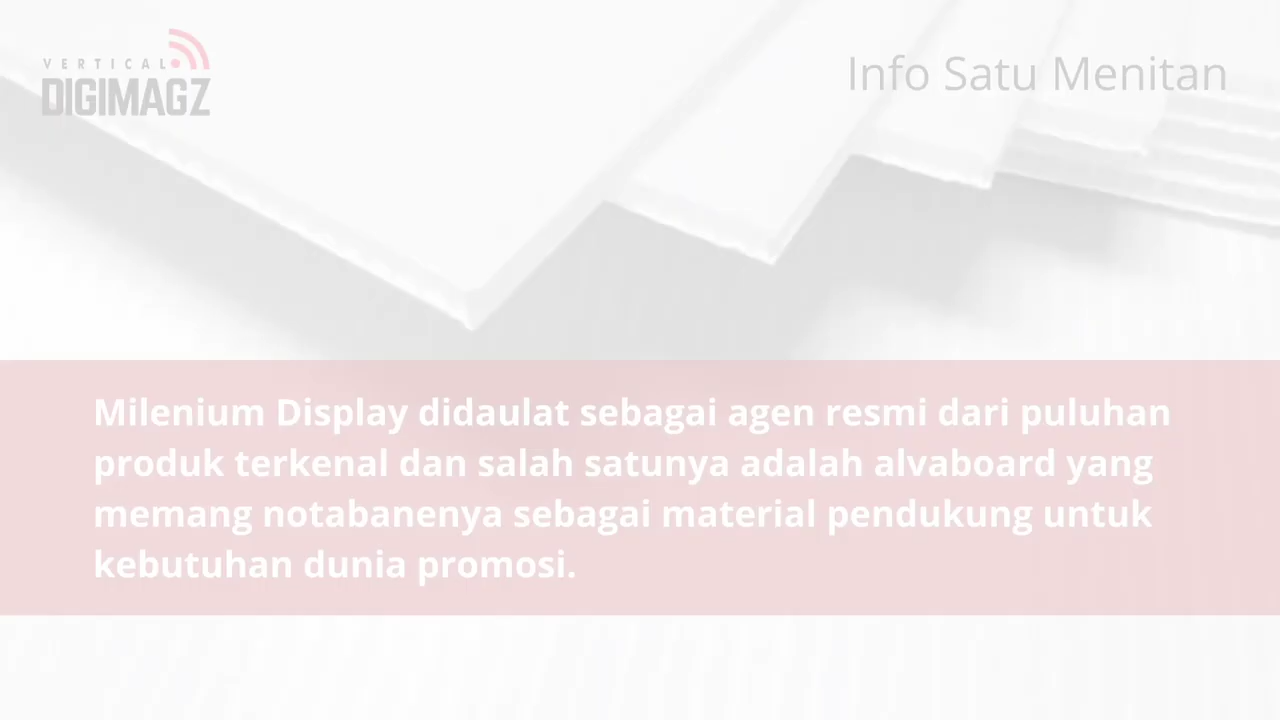 VERTICAL
DIGIMAGZ
Info Satu Menitan
Milenium Display didaulat sebagai agen resmi dari puluhan
produk terkenal dan salah satunya adalah alvaboard yang
memang notabanenya sebagai material pendukung untuk
kebutuhan dunia promosi.